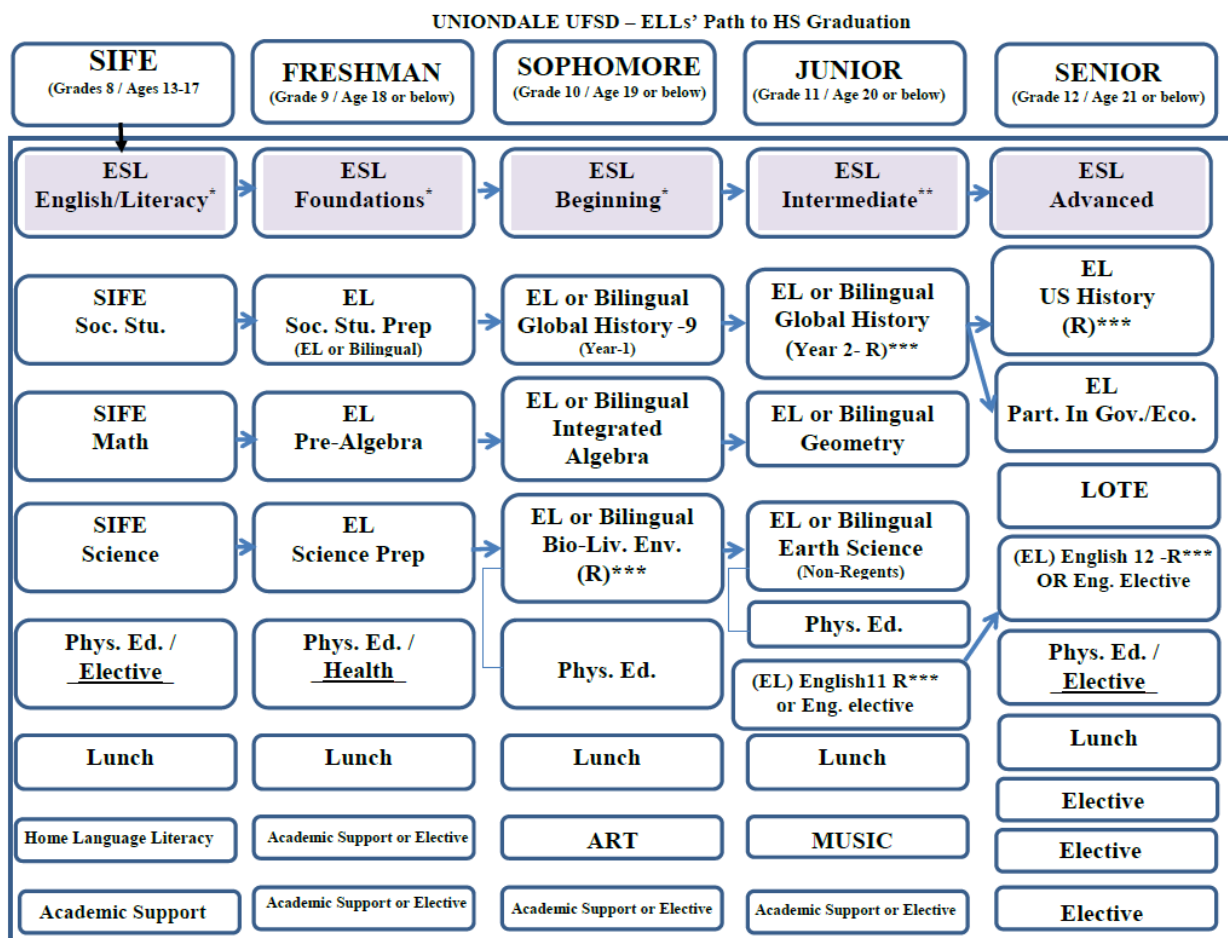 UNIONDALE UFSD – ELLs' Path to HS Graduation
SIFE
(Grades 8 / Ages 13-17
FRESHMAN
(Grade 9 / Age 18 or below)
SOPHOMORE
(Grade 10 / Age 19 or below)
JUNIOR
(Grade 11 / Age 20 or below)
SENIOR
(Grade 12 / Age 21 or below)
ESL
English/Literacy*
ESL
Foundations*
ESL
Beginning*
ESL
Intermediate**
ESL
Advanced
SIFE
Soc. Stu.
EL
Soc. Stu. Prep
(EL or Bilingual)
EL or Bilingual
Global History -9
(Year-1)
EL or Bilingual
Global History
(Year 2- R)***
EL
US History
(R)***
EL
Part. In Gov./Eco.
SIFE
Math
EL
Pre-Algebra
EL or Bilingual
Integrated
Algebra
EL or Bilingual
Geometry
LOTE
SIFE
Science
EL
Science Prep
EL or Bilingual
Bio-Liv. Env.
(R)***
EL or Bilingual
Earth Science
(Non-Regents)
(EL) English 12 -R***
OR Eng. Elective
Phys. Ed. /
Elective
Phys. Ed. /
Health
Phys. Ed.
Phys. Ed.
(EL) English11 R***
or Eng. elective
Phys. Ed. /
Elective
Lunch
Lunch
Lunch
Lunch
Lunch
Elective
Home Language Literacy
Academic Support or Elective
ART
MUSIC
Elective
Academic Support
Academic Support or Elective
Academic Support or Elective
Academic Support or Elective
Elective